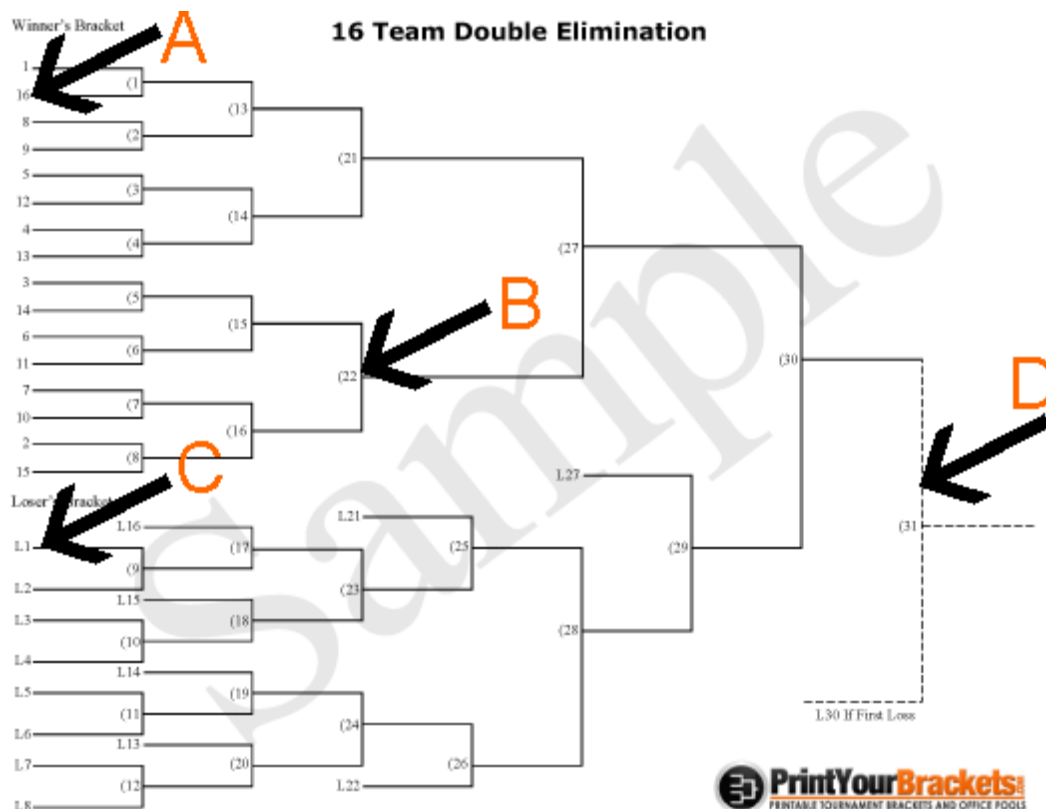 Winner's Bracket
16 Team Double Elimination
A
1
(1
16
(13
8
(2
9
(21
5
(3
12
(14
4
(4
13
(27
3
(5
14
(15
B
6
(6
11
(22
(30
7
(7
10
(16
D
2
(8
15
C
L27
Loser's Bracket
L16
L21
(31
L1
(17
(25
(29
(9
L2
(23
L15
L3
(18
(28
(10
L4
L14
L5
(19
(11
L30 If First Loss
L6
(24
L13
L7
(20
(26
(12
L22
L8
Sample
PrintYourBrackets.com
PRINTABLE TOURNAMENT BRACKETS AND OFFICE POOLS